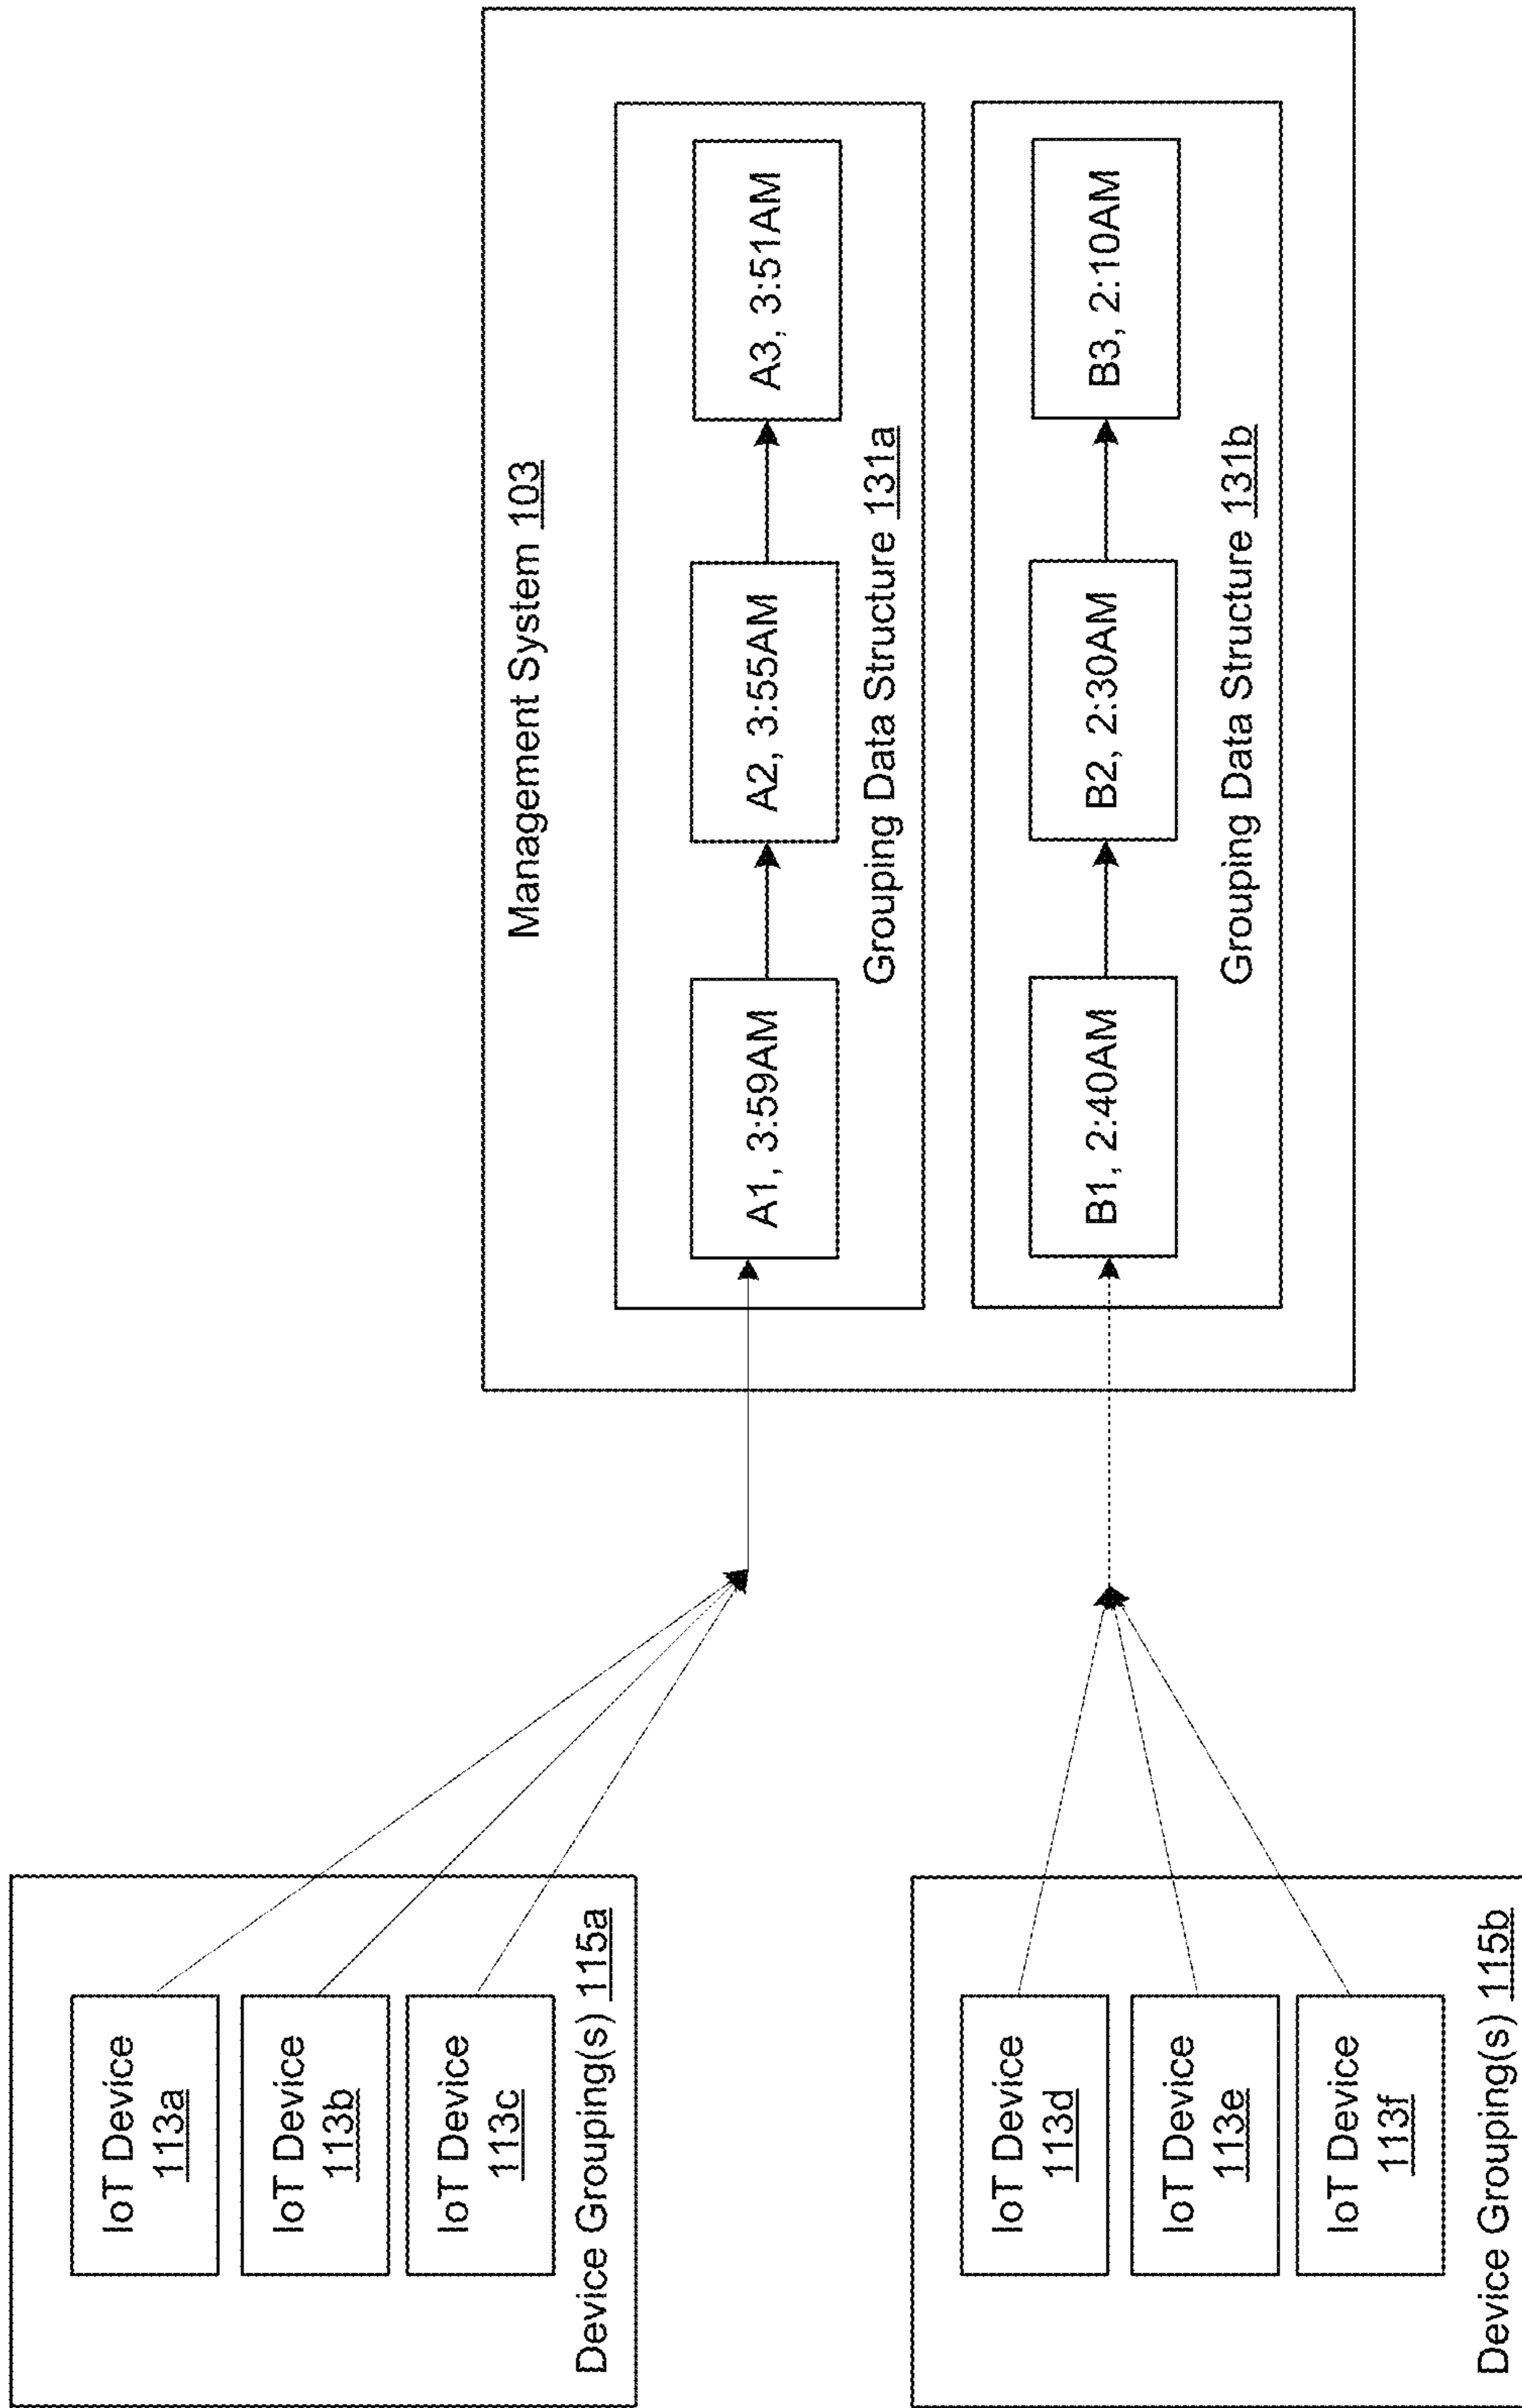 IoT Device
113a
IoT Device
113b
IoT Device
113c
Device Grouping(s) 115a
IoT Device
113d
IoT Device
113e
IoT Device
113f
Device Grouping(s) 115b
Management System 103
A1, 3:59AM
A2, 3:55AM
A3, 3:51AM
Grouping Data Structure 131a
B1, 2:40AM
B2, 2:30AM
B3, 2:10AM
Grouping Data Structure 131b